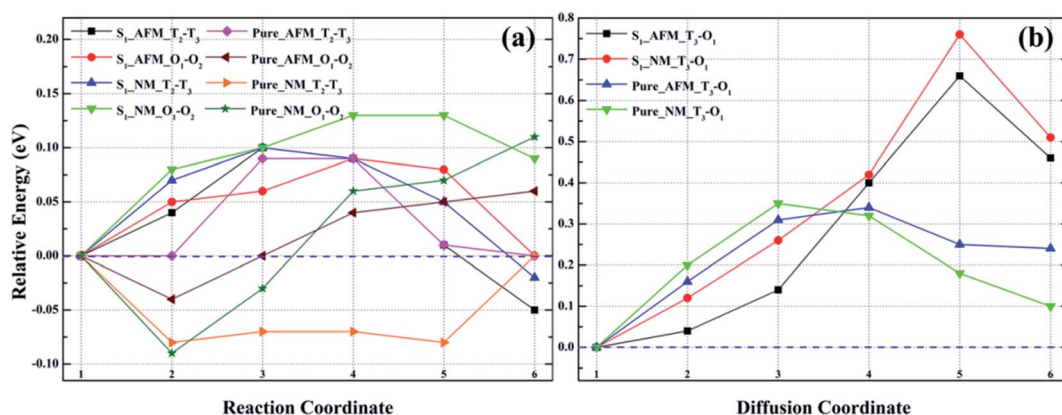 (a)
S₁_AFM_T₂-T₃
S₁_AFM_O₁-O₂
S₁_NM_T₂-T₃
S₁_NM_O₁-O₂
Pure_AFM_T₂-T₃
Pure_AFM_O₁-O₂
Pure_NM_T₂-T₃
Pure_NM_O₁-O₂
Relative Energy (eV)
0.20
0.15
0.10
0.05
0.00
-0.05
-0.10
1 2 3 4 5 6
Reaction Coordinate
(b)
S₁_AFM_T₃-O₁
S₁_NM_T₃-O₁
Pure_AFM_T₃-O₁
Pure_NM_T₃-O₁
0.8
0.7
0.6
0.5
0.4
0.3
0.2
0.1
0.0
1 2 3 4 5 6
Diffusion Coordinate